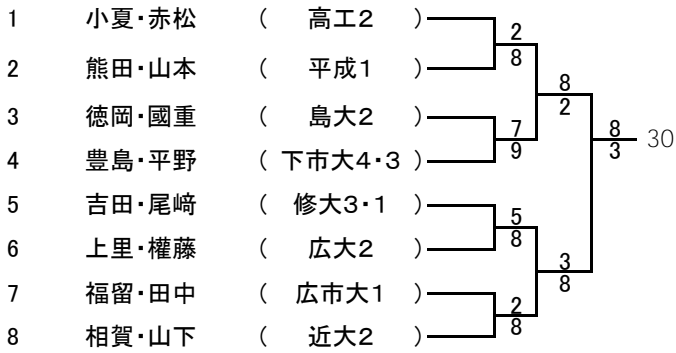 1 小夏・赤松 ( 高工2 )
2
8
2 熊田・山本 ( 平成1 )
8
2
3 徳岡・國重 ( 島大2 )
7
9
8
3
30
4 豊島・平野 ( 下市大4・3 )
5 吉田・尾﨑 ( 修大3・1 )
5
8
6 上里・權藤 ( 広大2 )
3
8
7 福留・田中 ( 広市大1 )
2
8
8 相賀・山下 ( 近大2 )